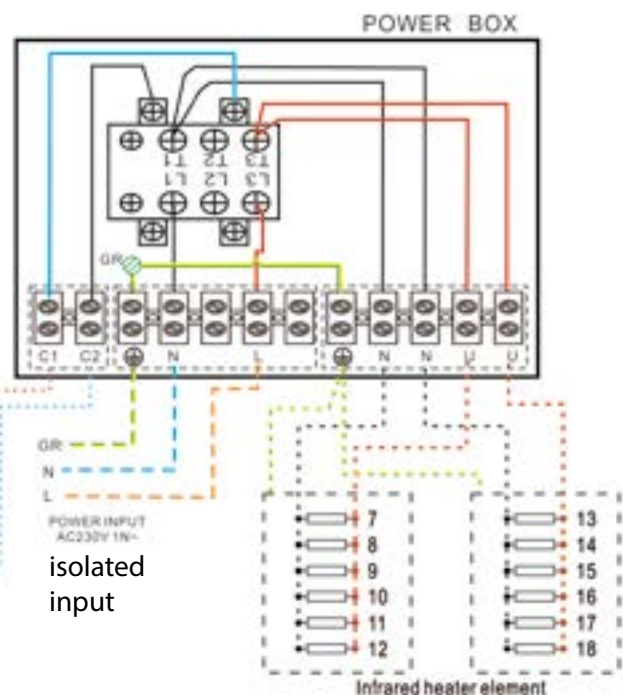 POWER BOX
T1 T2 T3
L1 L2 L3
GR
C1 C2 N L N N U U
GR
N
L
POWER INPUT
AC230V 1N~
isolated
input
7 13
8 14
9 15
10 16
11 17
12 18
Infrared heater element